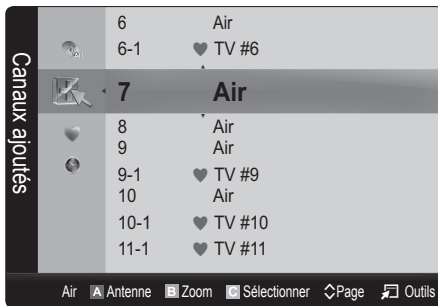 Canaux ajoutés
6 Air
6-1 ♥ TV #6
7 Air
8 Air
9 Air
9-1 ♥ TV #9
10 Air
10-1 ♥ TV #10
11-1 ♥ TV #11
Air A Antenne B Zoom C Sélectionner Page Outils